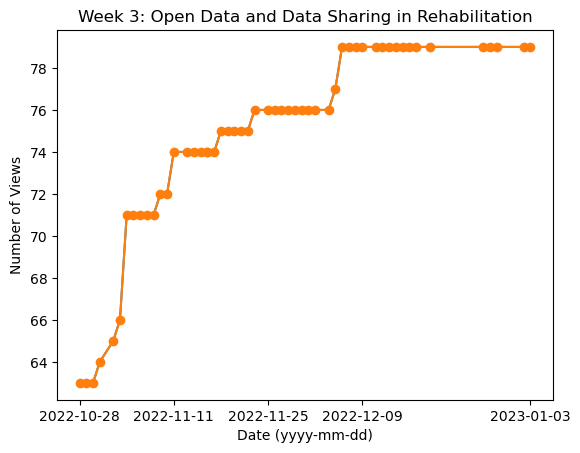 Week 3: Open Data and Data Sharing in Rehabilitation
78
76
74
72
70
68
66
64
Number of Views
2022-10-28 2022-11-11 2022-11-25 2022-12-09 2023-01-03
Date (yyyy-mm-dd)